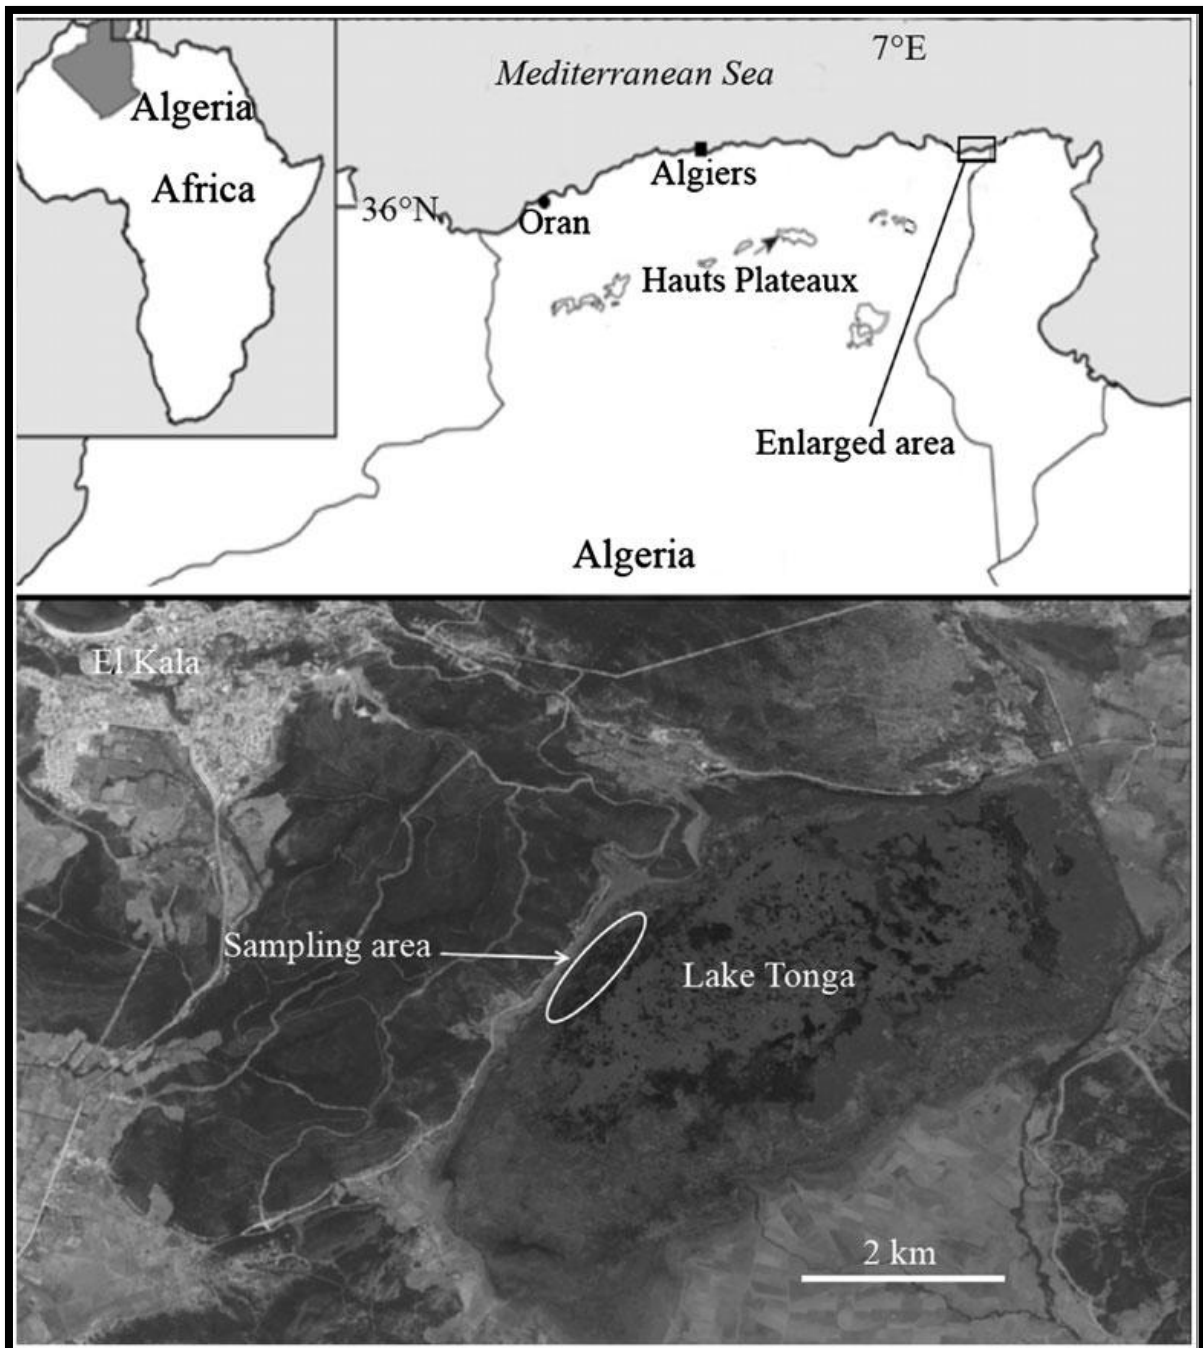 7°E
Mediterranean Sea
Algeria
Algiers
Africa
36°N
Oran
Hauts Plateaux
Enlarged area
Algeria
El Kala
Sampling area
Lake Tonga
2 km